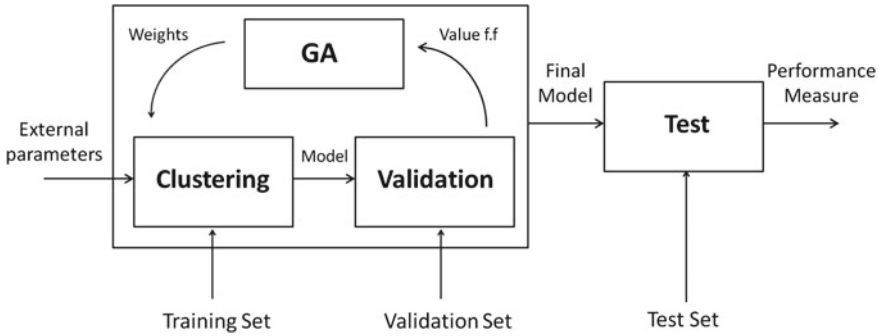 Weights
GA
Value f.f
Final
Model
Performance
Measure
Test
External
parameters
Clustering
Model
Validation
Training Set
Validation Set
Test Set